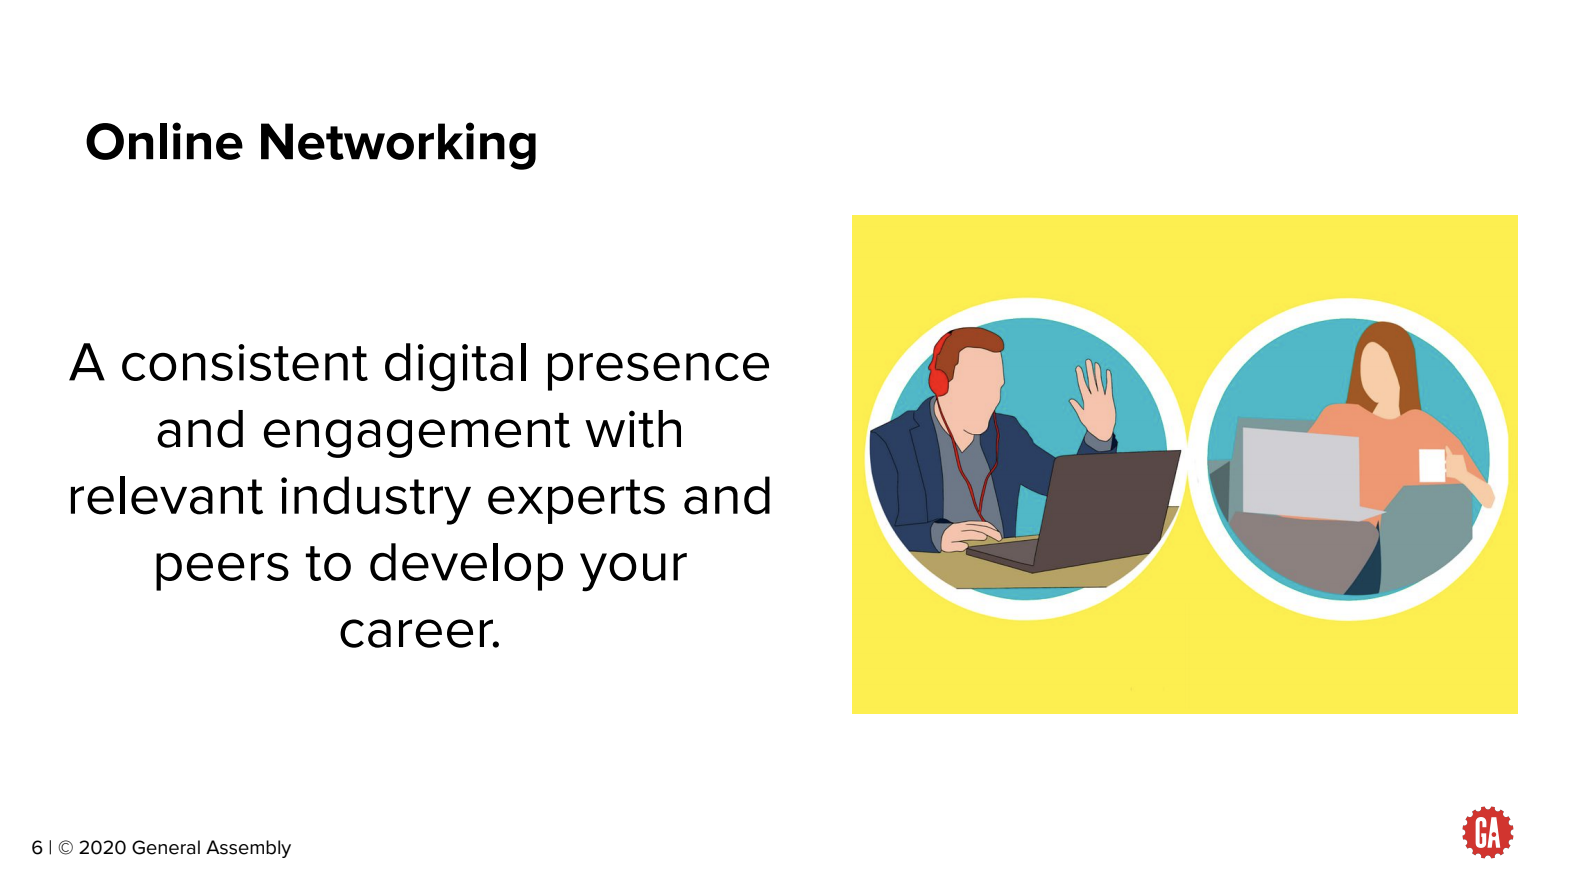 Online Networking
A consistent digital presence
and engagement with
relevant industry experts and
peers to develop your
career.
6 | © 2020 General Assembly
GA